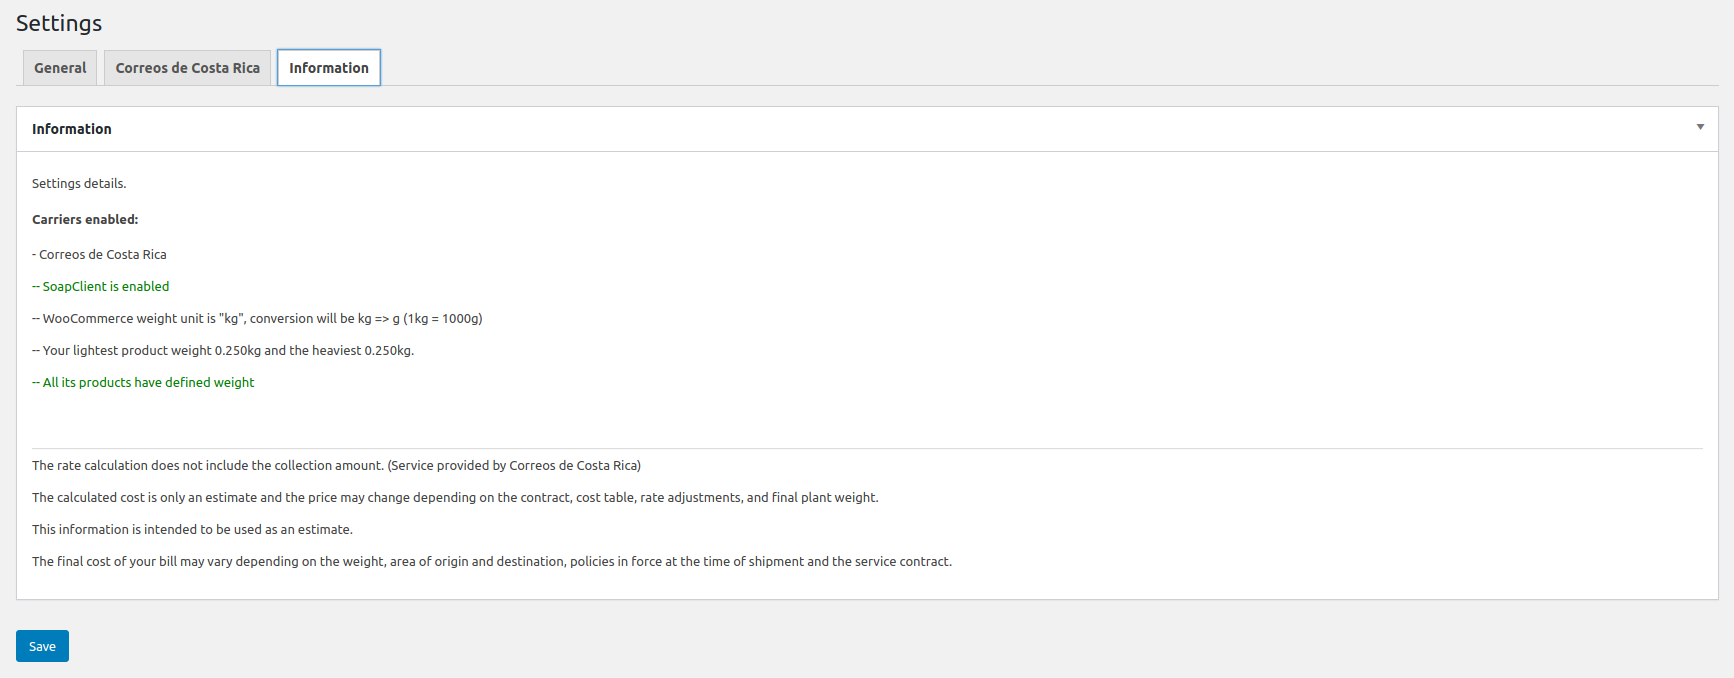 Settings
General
Correos de Costa Rica
Information
Information
Settings details.
Carriers enabled:
- Correos de Costa Rica
-- SoapClient is enabled
-- WooCommerce weight unit is "kg", conversion will be kg => g (1kg = 1000g)
-- Your lightest product weight 0.250kg and the heaviest 0.250kg.
-- All its products have defined weight
The rate calculation does not include the collection amount. (Service provided by Correos de Costa Rica)
The calculated cost is only an estimate and the price may change depending on the contract, cost table, rate adjustments, and final plant weight.
This information is intended to be used as an estimate.
The final cost of your bill may vary depending on the weight, area of origin and destination, policies in force at the time of shipment and the service contract.
Save